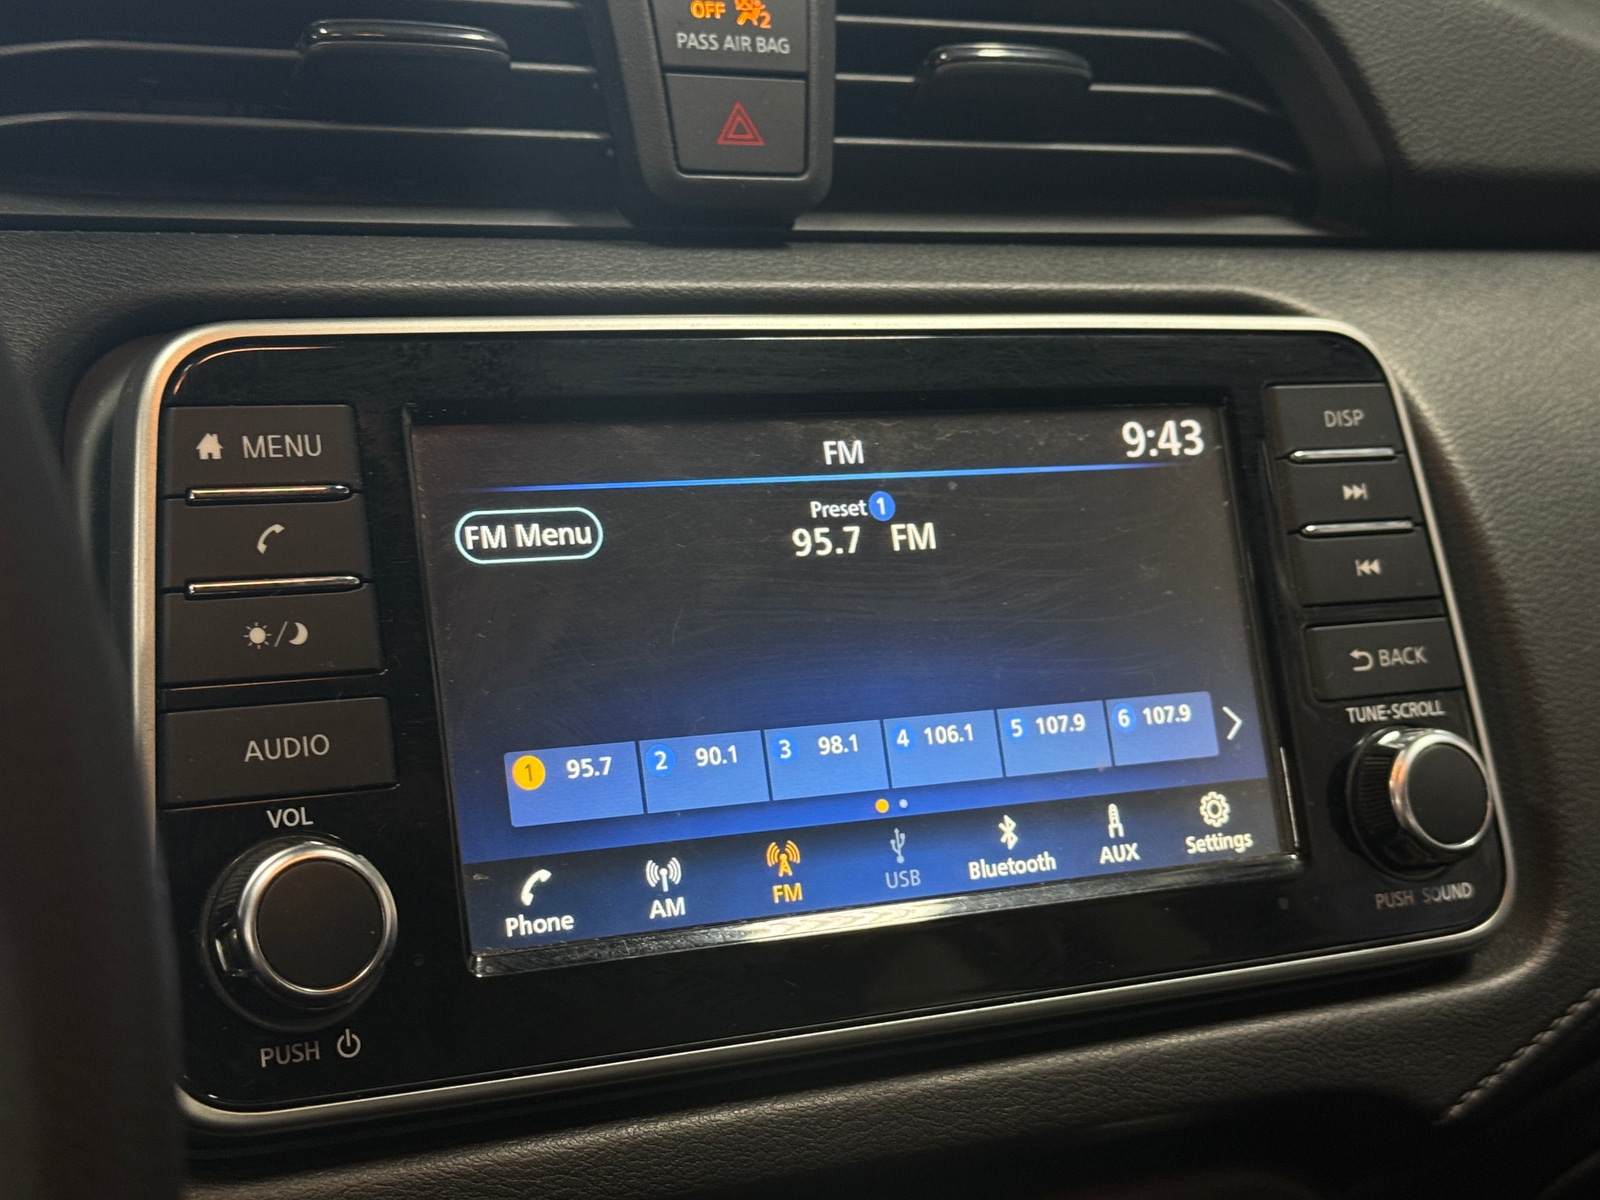 OFF 2
PASS AIR BAG
MENU
AUDIO
VOL
PUSH
FM
9:43
FM Menu
Preset 1
95.7 FM
1 95.7
2 90.1
3 98.1
4 106.1
5 107.9
6 107.9
Phone
AM
FM
USB
Bluetooth
AUX
Settings
DISP
BACK
TUNE·SCROLL
PUSH SOUND